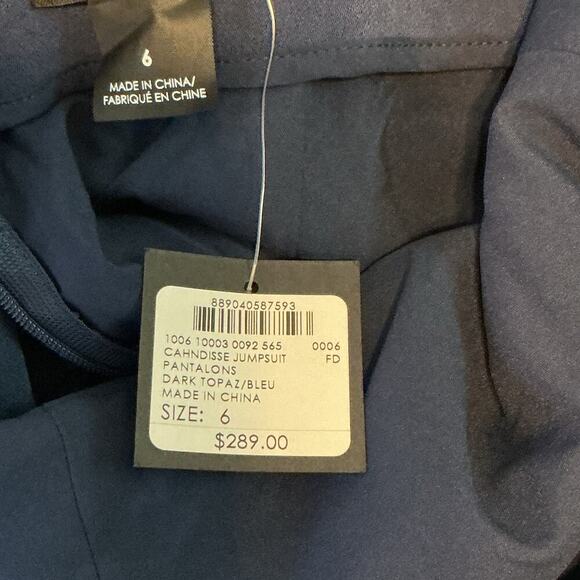 6
MADE IN CHINA/
FABRIQUÉ EN CHINE
889040587593
1006 10003 0092 565 0006
CAHNDISSE JUMPSUIT FD
PANTALONS
DARK TOPAZ/BLEU
MADE IN CHINA
SIZE: 6
$289.00